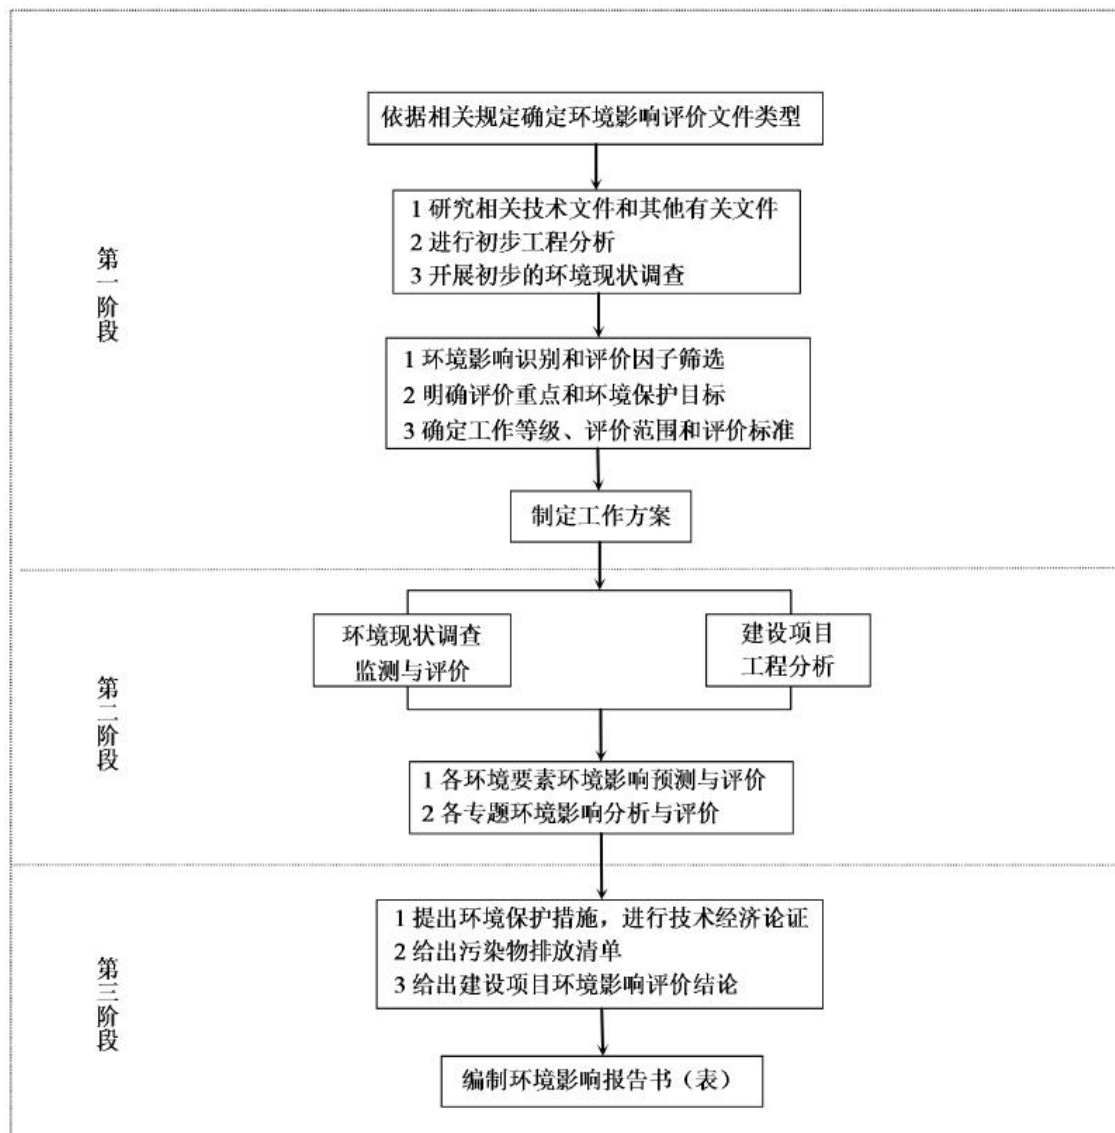 依据相关规定确定环境影响评价文件类型
第一阶段
1 研究相关技术文件和其他有关文件
2 进行初步工程分析
3 开展初步的环境现状调查
1 环境影响识别和评价因子筛选
2 明确评价重点和环境保护目标
3 确定工作等级、评价范围和评价标准
制定工作方案
第二阶段
环境现状调查
监测与评价
建设项目
工程分析
1 各环境要素环境影响预测与评价
2 各专题环境影响分析与评价
第三阶段
1 提出环境保护措施，进行技术经济论证
2 给出污染物排放清单
3 给出建设项目环境影响评价结论
编制环境影响报告书（表）